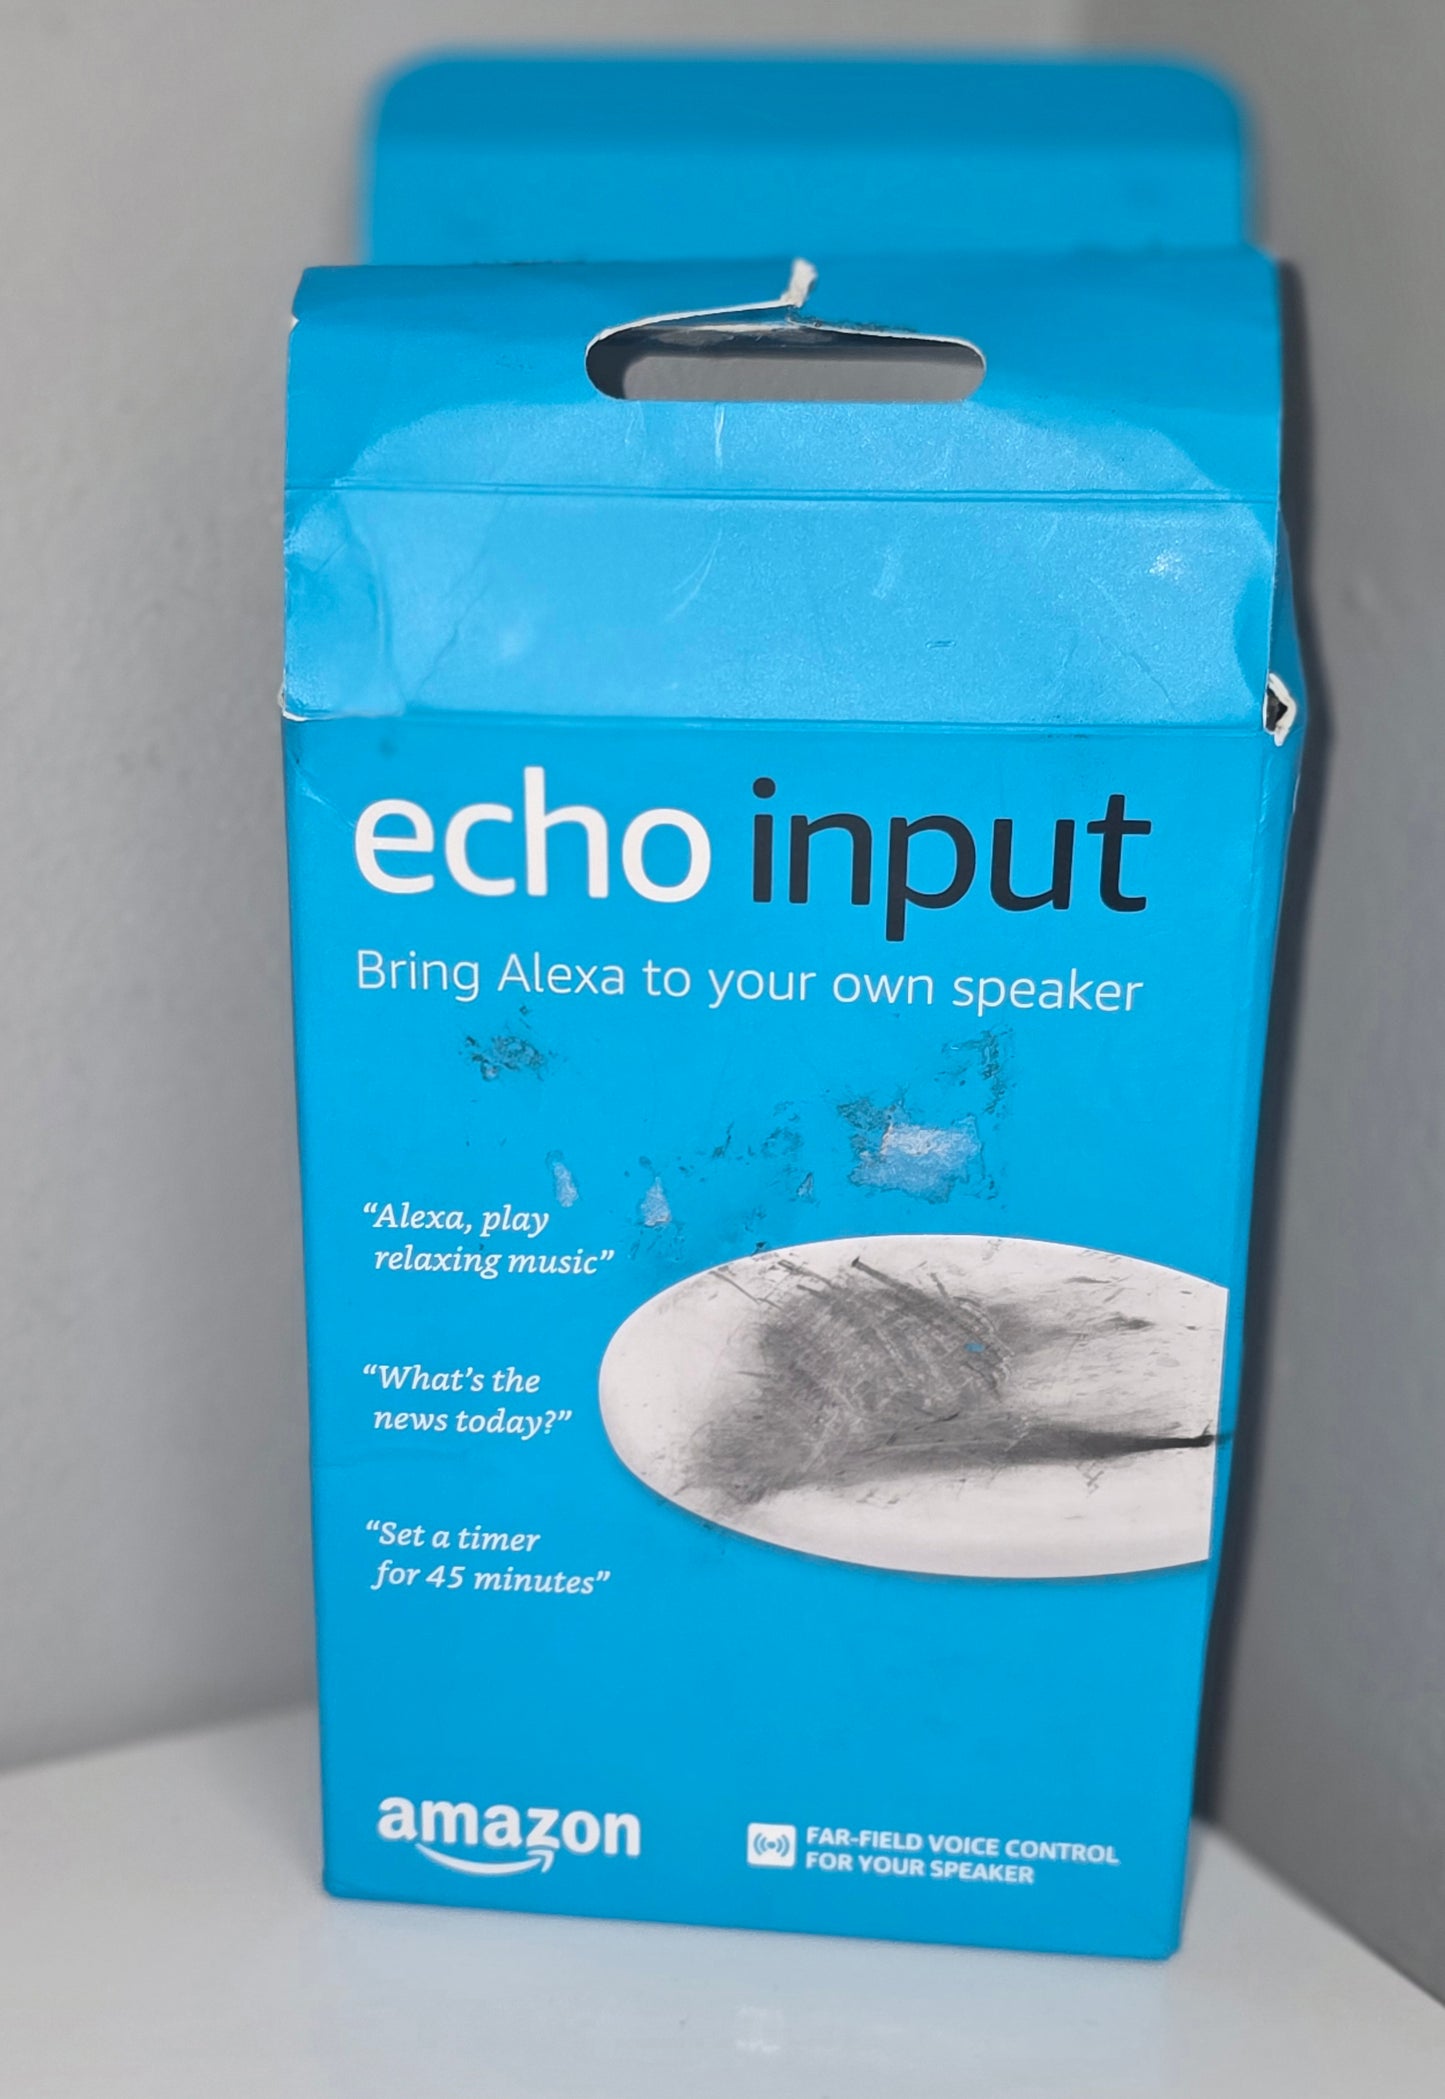 echo input
Bring Alexa to your own speaker
“Alexa, play
relaxing music”
“What’s the
news today?”
“Set a timer
for 45 minutes”
amazon
FAR-FIELD VOICE CONTROL
FOR YOUR SPEAKER